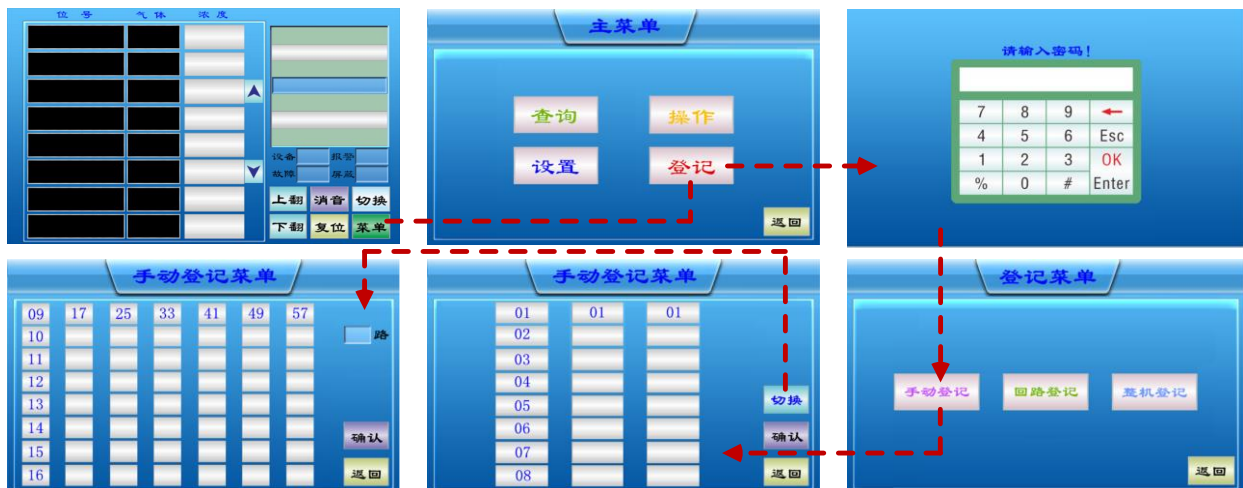 位号 气体 浓度
设备 报警
故障 屏蔽
上翻 消音 切换
下翻 复位 菜单
主菜单
查询 操作
设置 登记
返回
请输入密码!
7 8 9 ←
4 5 6 Esc
1 2 3 OK
% 0 # Enter
手动登记菜单
09 17 25 33 41 49 57
10 路
11
12
13
14 确认
15
16 返回
手动登记菜单
01 01 01
02
03
04
05 切换
06 确认
07
08 返回
登记菜单
手动登记 回路登记 整机登记
返回